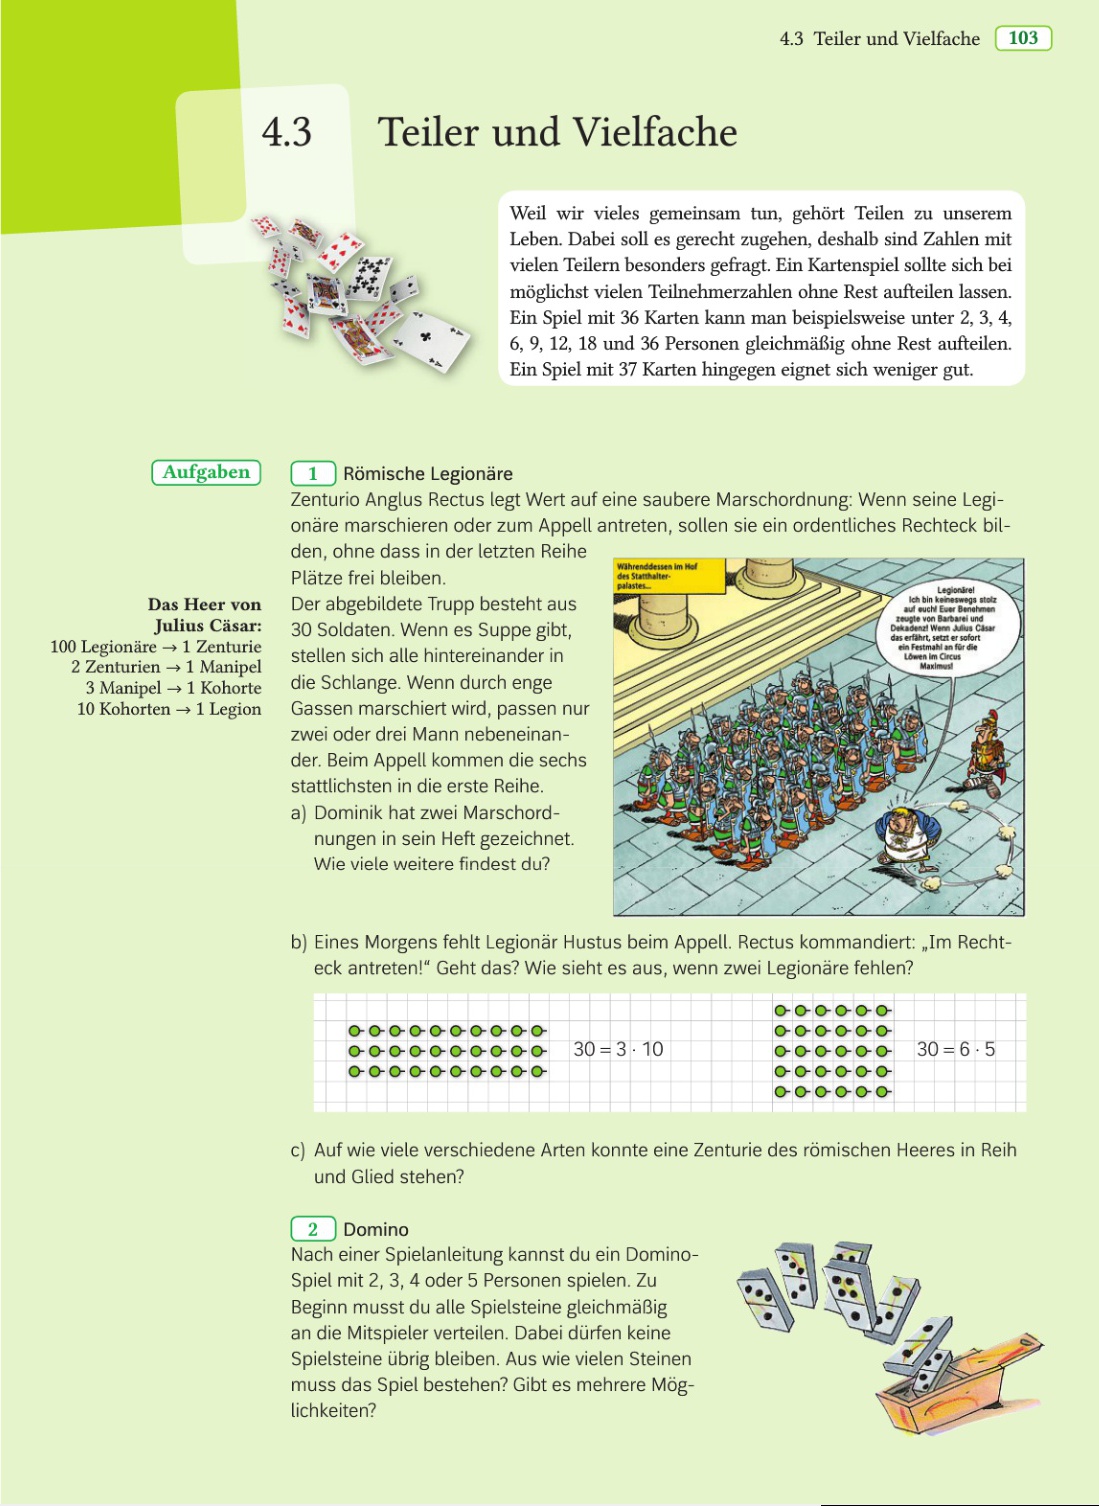 4.3 Teiler und Vielfache 103
4.3 Teiler und Vielfache
Weil wir vieles gemeinsam tun, gehört Teilen zu unserem
Leben. Dabei soll es gerecht zugehen, deshalb sind Zahlen mit
vielen Teilern besonders gefragt. Ein Kartenspiel sollte sich bei
möglichst vielen Teilnehmerzahlen ohne Rest aufteilen lassen.
Ein Spiel mit 36 Karten kann man beispielsweise unter 2, 3, 4,
6, 9, 12, 18 und 36 Personen gleichmäßig ohne Rest aufteilen.
Ein Spiel mit 37 Karten hingegen eignet sich weniger gut.
Aufgaben
1 Römische Legionäre
Zenturio Anglus Rectus legt Wert auf eine saubere Marschordnung: Wenn seine Legi-
onäre marschieren oder zum Appell antreten, sollen sie ein ordentliches Rechteck bil-
den, ohne dass in der letzten Reihe
Plätze frei bleiben.
Der abgebildete Trupp besteht aus
30 Soldaten. Wenn es Suppe gibt,
stellen sich alle hintereinander in
die Schlange. Wenn durch enge
Gassen marschiert wird, passen nur
zwei oder drei Mann nebeneinan-
der. Beim Appell kommen die sechs
stattlichsten in die erste Reihe.
a) Dominik hat zwei Marschord-
nungen in sein Heft gezeichnet.
Wie viele weitere findest du?
Das Heer von
Julius Cäsar:
100 Legionäre → 1 Zenturie
2 Zenturien → 1 Manipel
3 Manipel → 1 Kohorte
10 Kohorten → 1 Legion
Währenddessen im Hof
des Statthalter-
palastes...
Legionäre!
Ich bin keineswegs stolz
auf euch! Euer Benehmen
zeugte von Barbarei und
Dekadenz! Wenn Julius Cäsar
das erfährt, setzt er sofort
ein Festmahl an für die
Löwen im Circus
Maximus!
b) Eines Morgens fehlt Legionär Hustus beim Appell. Rectus kommandiert: „Im Recht-
eck antreten!“ Geht das? Wie sieht es aus, wenn zwei Legionäre fehlen?
30 = 3 · 10
30 = 6 · 5
c) Auf wie viele verschiedene Arten konnte eine Zenturie des römischen Heeres in Reih
und Glied stehen?
2 Domino
Nach einer Spielanleitung kannst du ein Domino-
Spiel mit 2, 3, 4 oder 5 Personen spielen. Zu
Beginn musst du alle Spielsteine gleichmäßig
an die Mitspieler verteilen. Dabei dürfen keine
Spielsteine übrig bleiben. Aus wie vielen Steinen
muss das Spiel bestehen? Gibt es mehrere Mög-
lichkeiten?